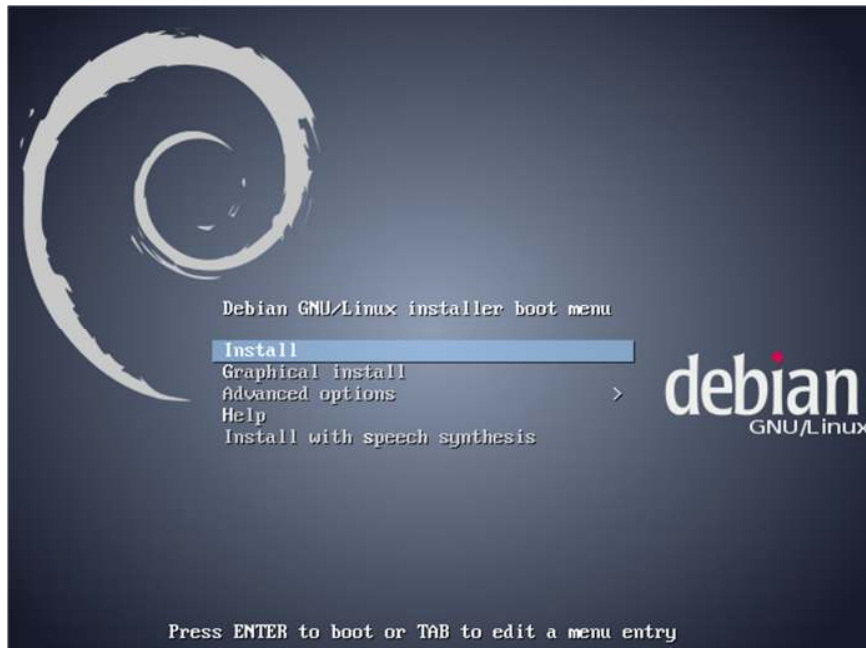 Debian GNU/Linux installer boot menu
Install
Graphical install
Advanced options >
Help
Install with speech synthesis
debian
GNU/Linux
Press ENTER to boot or TAB to edit a menu entry